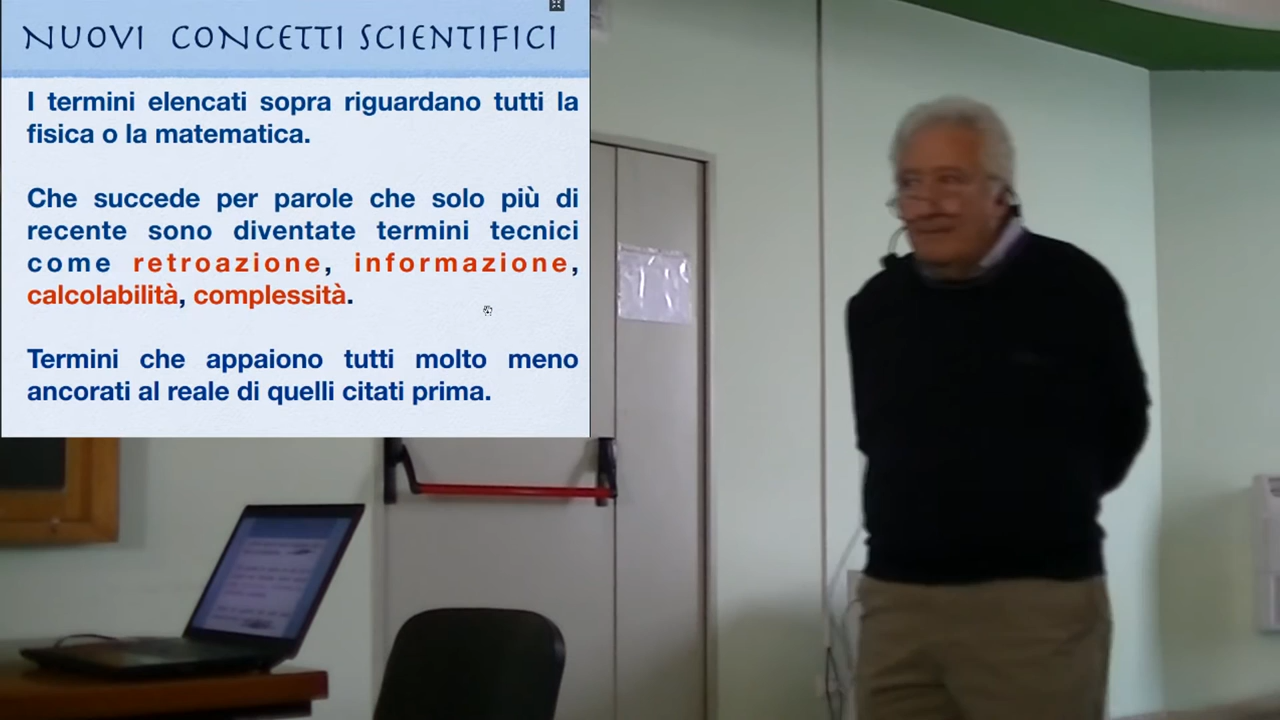 NUOVI CONCETTI SCIENTIFICI
I termini elencati sopra riguardano tutti la
fisica o la matematica.
Che succede per parole che solo più di
recente sono diventate termini tecnici
come retroazione, informazione,
calcolabilità, complessità.
Termini che appaiono tutti molto meno
ancorati al reale di quelli citati prima.